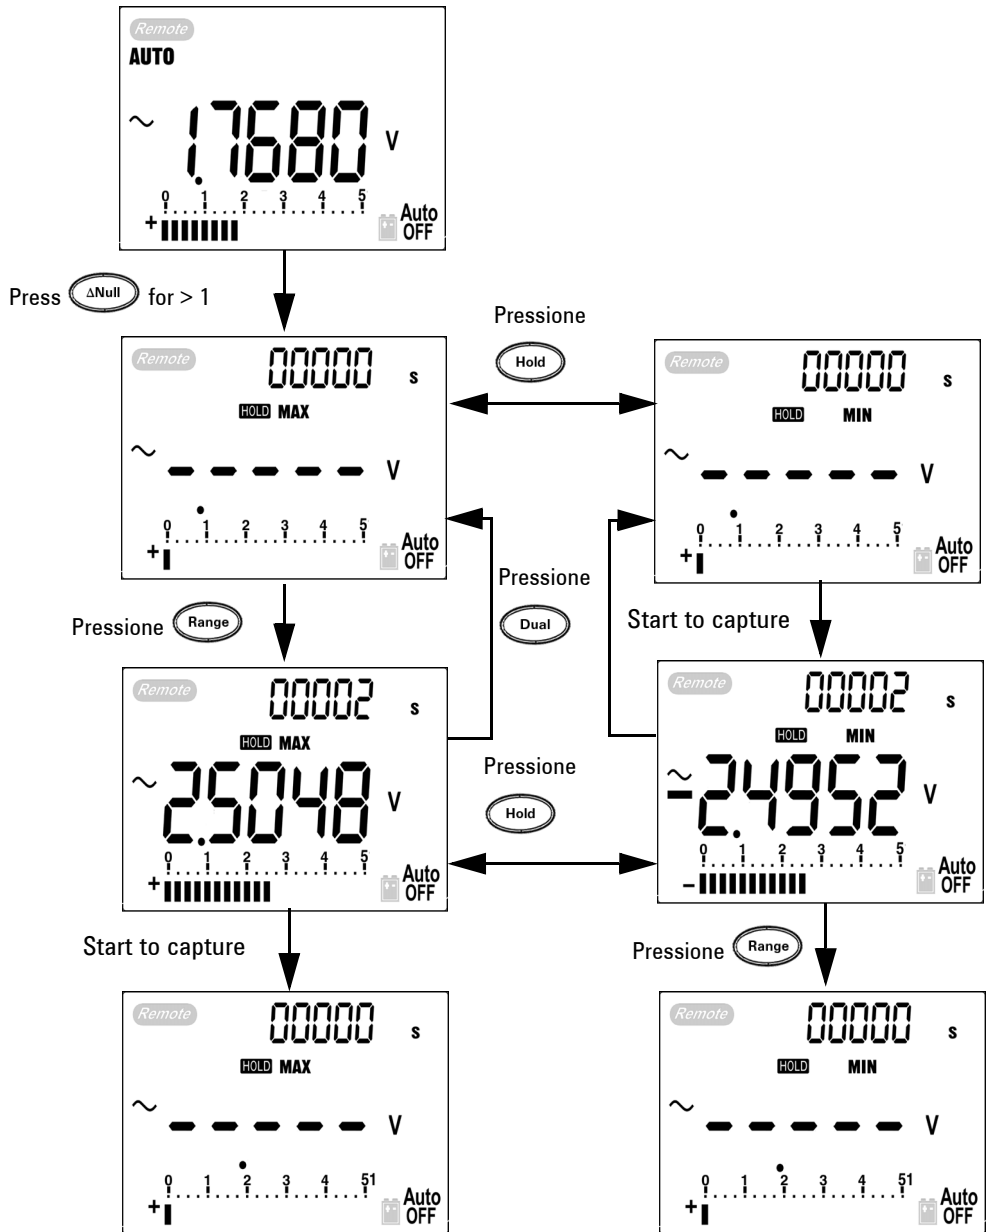 Remote
AUTO
1.7680 V
0 1 2 3 4 5
+
Auto
OFF
Press ΔNull for > 1
Pressione
Hold
Remote
00000 s
HOLD MAX
- - - - - V
0 1 2 3 4 5
+
Auto
OFF
Remote
00000 s
HOLD MIN
- - - - - V
0 1 2 3 4 5
+
Auto
OFF
Pressione
Dual
Pressione Range
Start to capture
Remote
00002 s
HOLD MAX
2.5048 V
0 1 2 3 4 5
+
Auto
OFF
Pressione
Hold
Remote
00002 s
HOLD MIN
-2.4952 V
0 1 2 3 4 5
–
Auto
OFF
Start to capture
Pressione Range
Remote
00000 s
HOLD MAX
- - - - - V
0 1 2 3 4 51
+
Auto
OFF
Remote
00000 s
HOLD MIN
- - - - - V
0 1 2 3 4 51
+
Auto
OFF